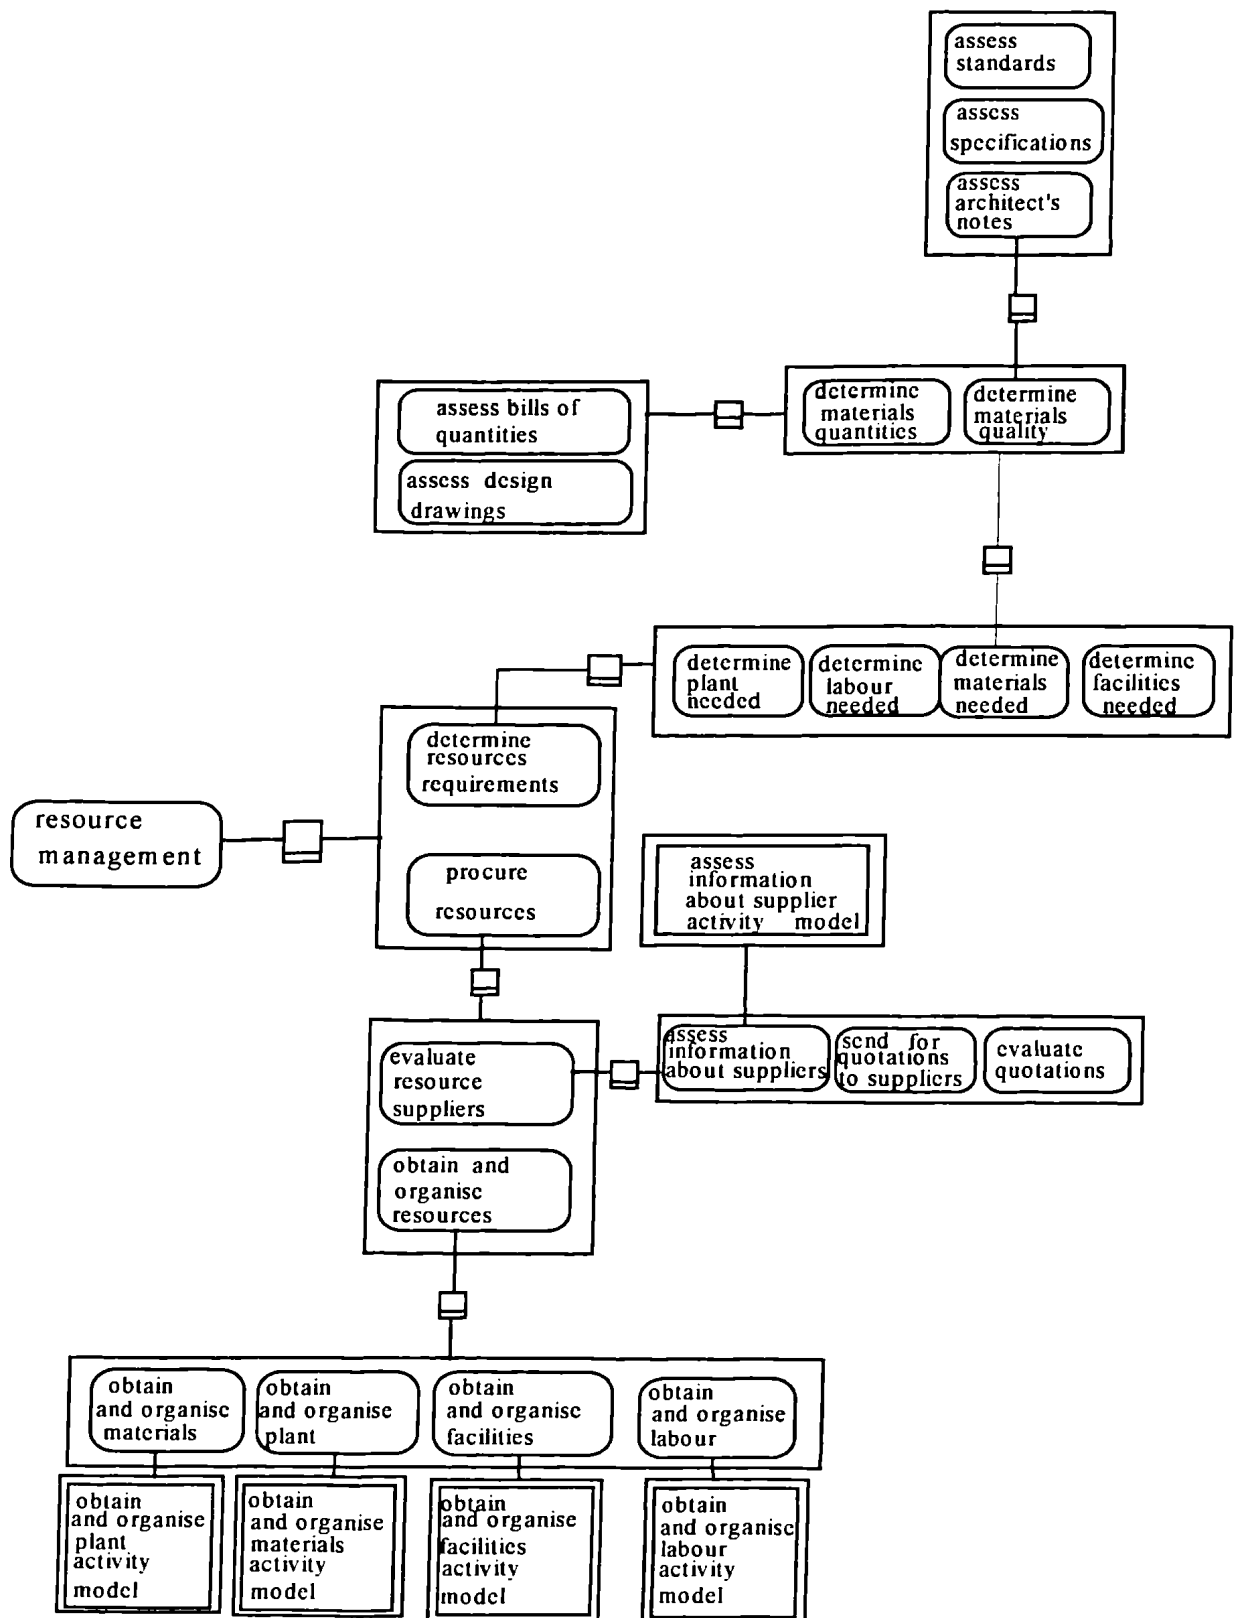 assess
standards
assess
specifications
assess
architect's
notes
assess bills of
quantities
assess design
drawings
determine
materials
quantities
determine
materials
quality
determine
plant
needed
determine
labour
needed
determine
materials
needed
determine
facilities
needed
determine
resources
requirements
resource
management
procure
resources
assess
information
about supplier
activity model
evaluate
resource
suppliers
assess
information
about suppliers
send for
quotations
to suppliers
evaluate
quotations
obtain and
organise
resources
obtain
and organise
materials
obtain
and organise
plant
obtain
and organise
facilities
obtain
and organise
labour
obtain
and organise
plant
activity
model
obtain
and organise
materials
activity
model
obtain
and organise
facilities
activity
model
obtain
and organise
labour
activity
model